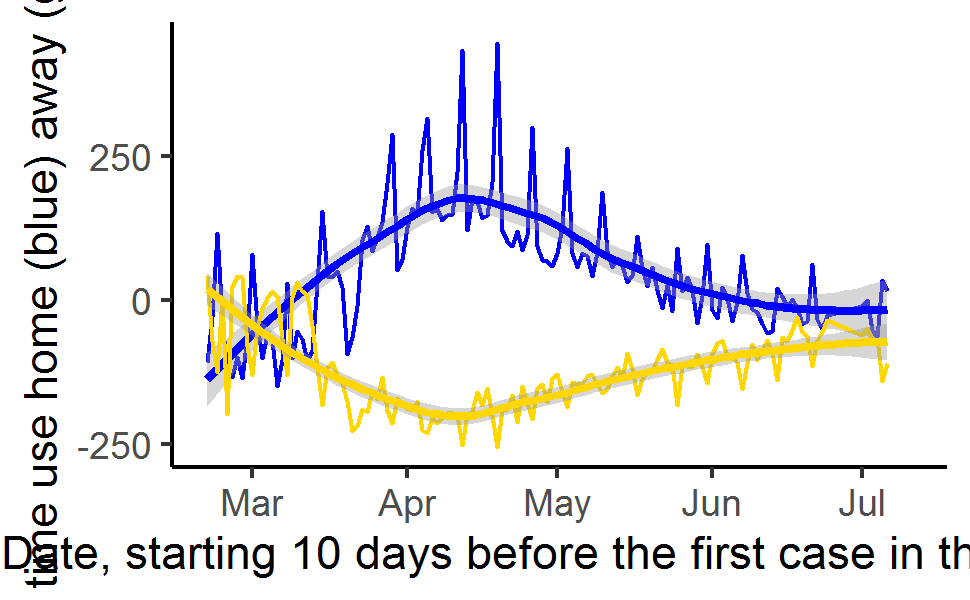 time use home (blue) away (
250
0
-250
Mar Apr May Jun Jul
Date, starting 10 days before the first case in th